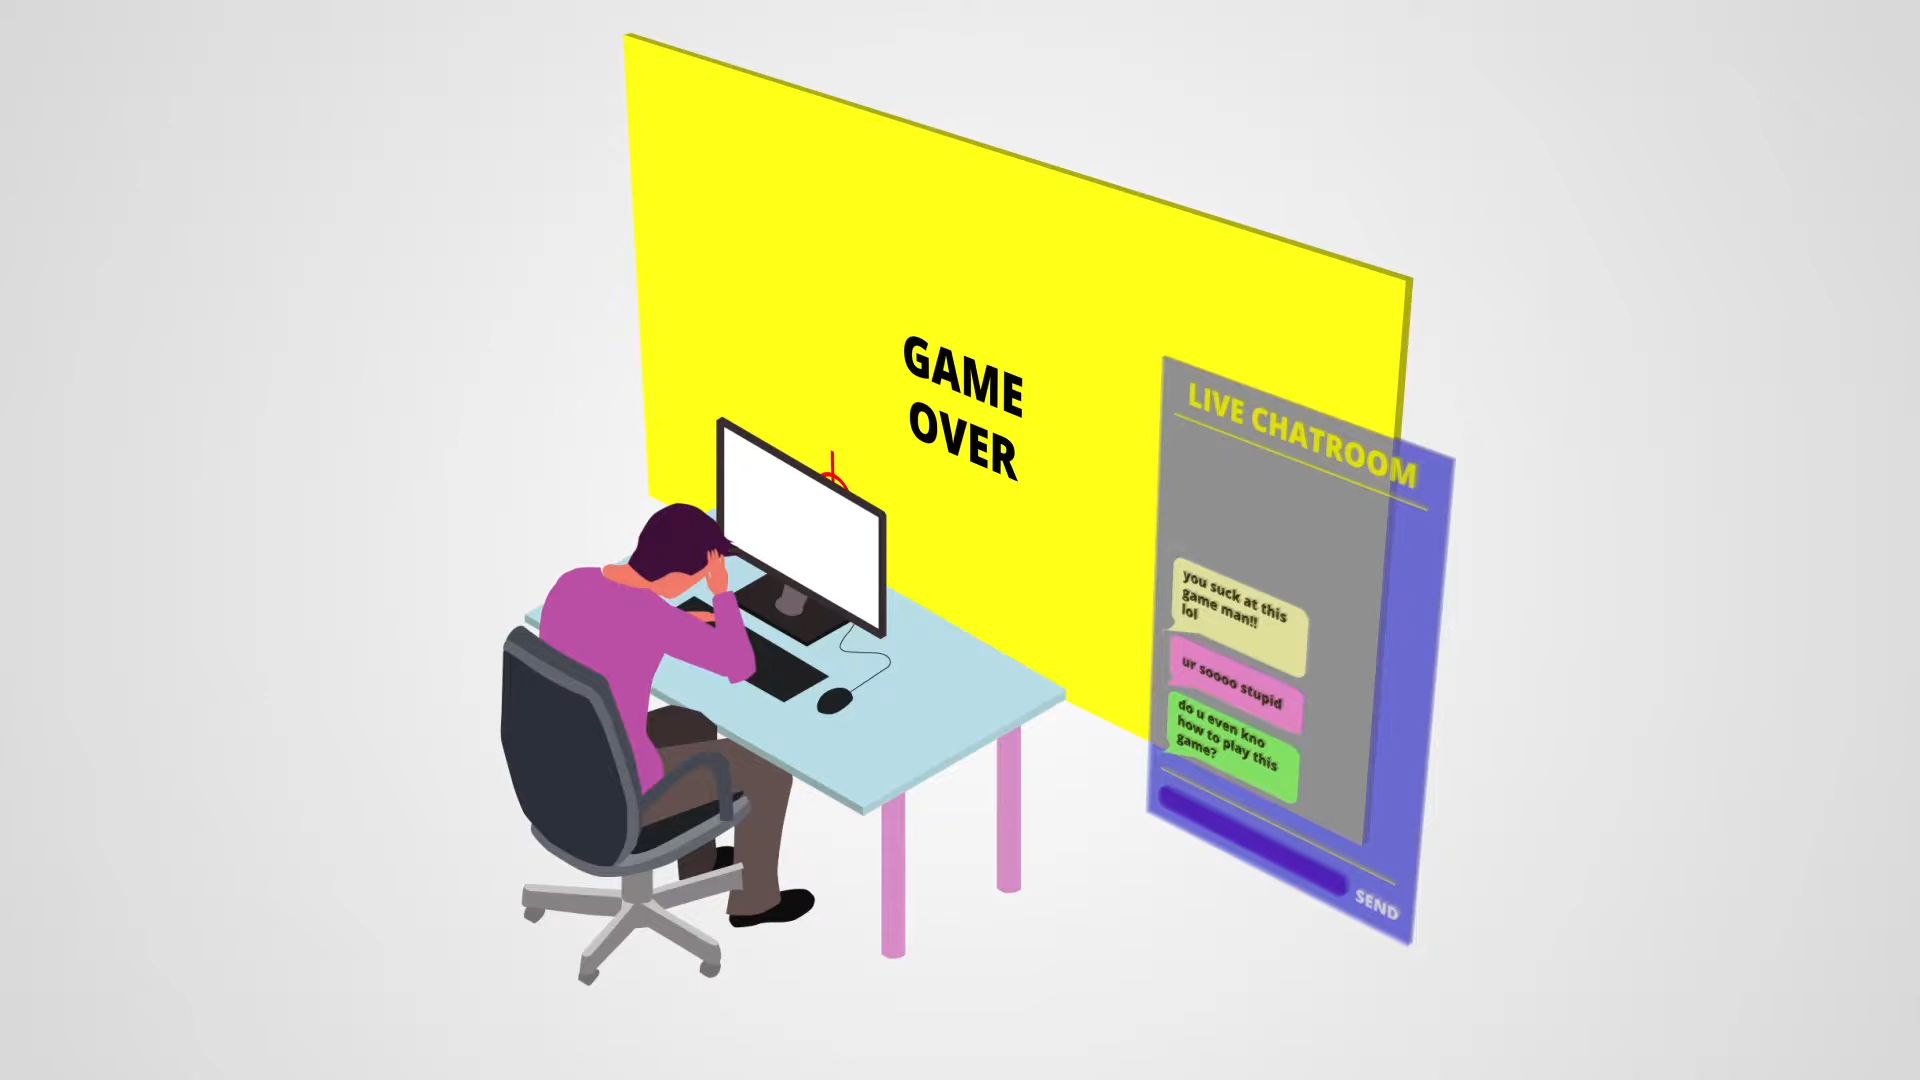 GAME
OVER
LIVE CHATROOM
you suck at this
game man!!
lol
ur soooo stupid
do u even kno
how to play this
game?
SEND